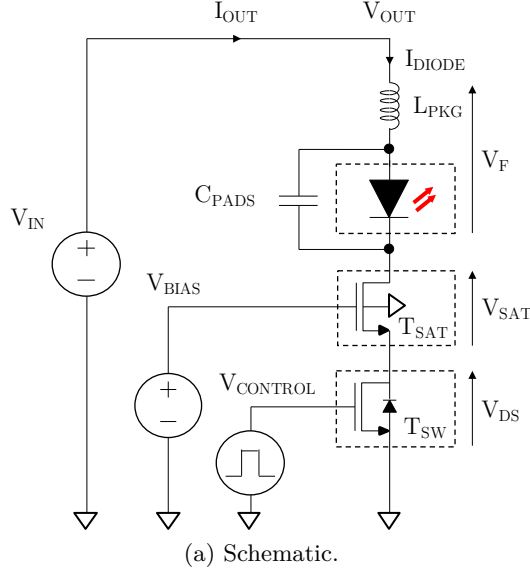 I_OUT V_OUT
I_DIODE
L_PKG
V_F
C_PADS
V_IN
+
−
V_BIAS
V_SAT
T_SAT
+
−
V_CONTROL
V_DS
T_SW
(a) Schematic.